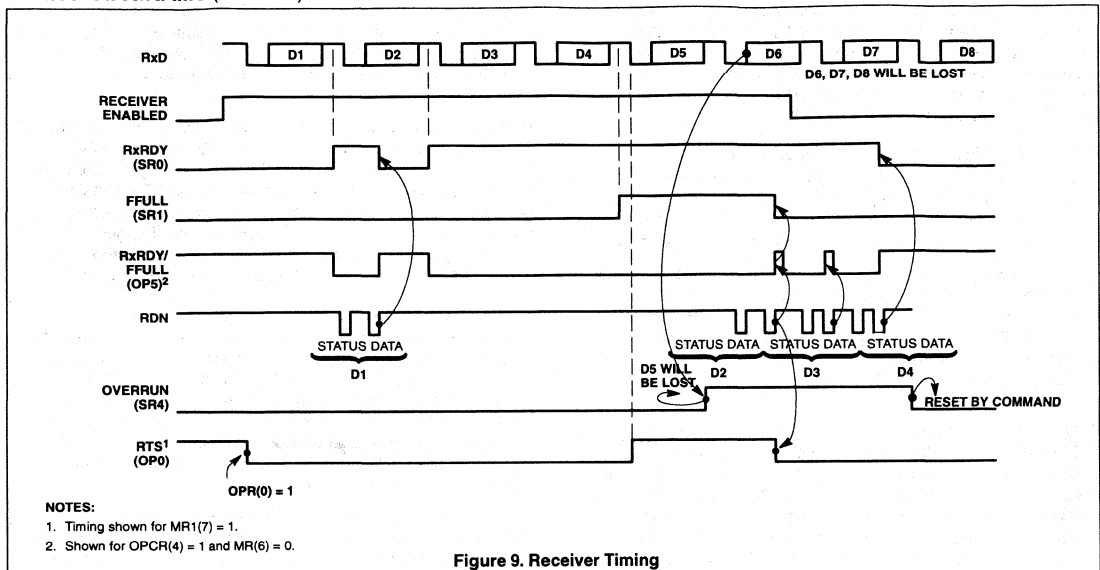 RxD
D1 D2 D3 D4 D5 D6 D7 D8
D6, D7, D8 WILL BE LOST
RECEIVER
ENABLED
RxRDY
(SR0)
FFULL
(SR1)
RxRDY/
FFULL
(OP5)2
RDN
STATUS DATA STATUS DATA STATUS DATA STATUS DATA
D1 D2 D3 D4
D5 WILL
BE LOST
OVERRUN
(SR4)
RESET BY COMMAND
RTS1
(OP0)
OPR(0) = 1
NOTES:
1. Timing shown for MR1(7) = 1.
2. Shown for OPCR(4) = 1 and MR(6) = 0.
Figure 9. Receiver Timing